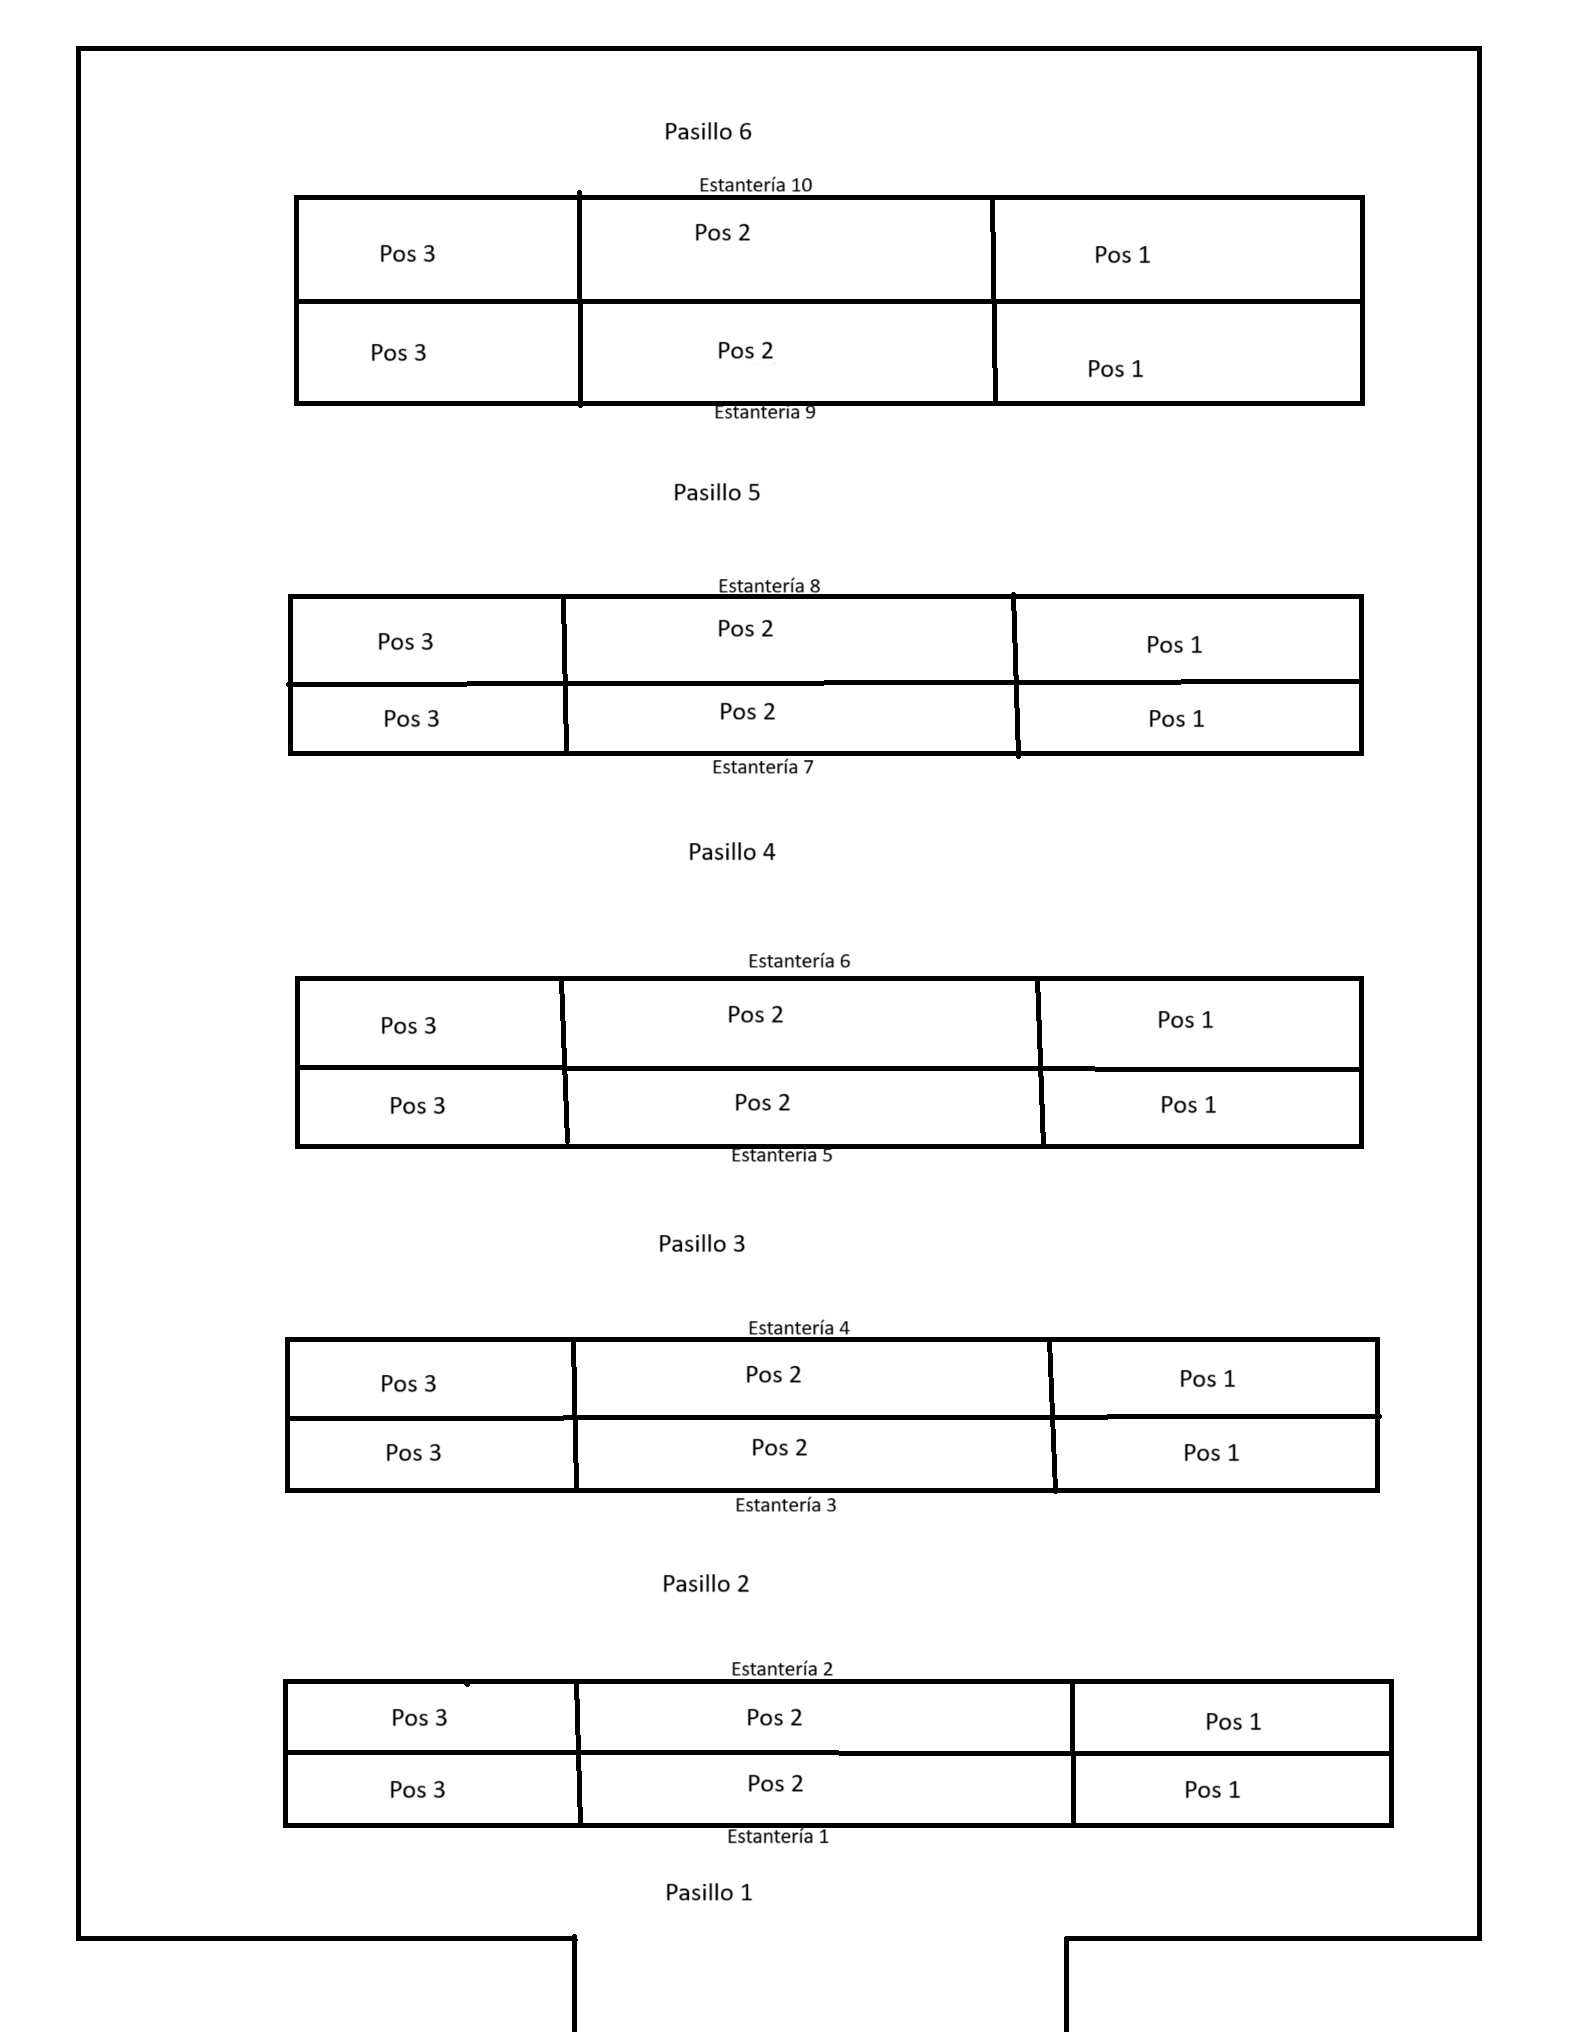 Pasillo 6
Estantería 10
Pos 3 Pos 2 Pos 1
Pos 3 Pos 2 Pos 1
Estantería 9
Pasillo 5
Estantería 8
Pos 3 Pos 2 Pos 1
Pos 3 Pos 2 Pos 1
Estantería 7
Pasillo 4
Estantería 6
Pos 3 Pos 2 Pos 1
Pos 3 Pos 2 Pos 1
Estantería 5
Pasillo 3
Estantería 4
Pos 3 Pos 2 Pos 1
Pos 3 Pos 2 Pos 1
Estantería 3
Pasillo 2
Estantería 2
Pos 3 Pos 2 Pos 1
Pos 3 Pos 2 Pos 1
Estantería 1
Pasillo 1